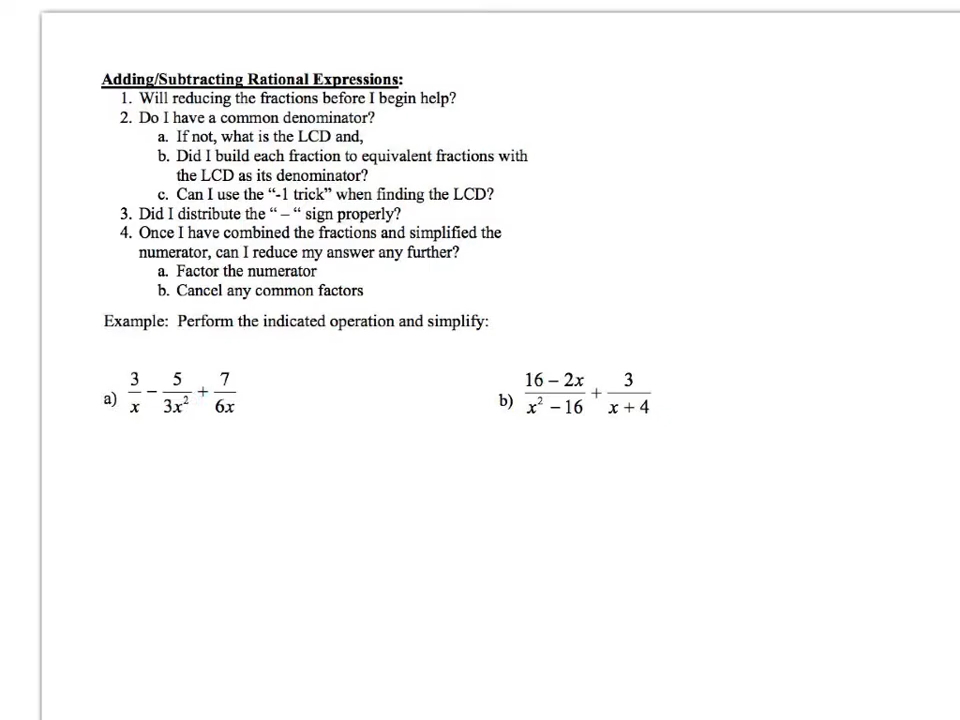 Adding/Subtracting Rational Expressions:
1. Will reducing the fractions before I begin help?
2. Do I have a common denominator?
a. If not, what is the LCD and,
b. Did I build each fraction to equivalent fractions with
the LCD as its denominator?
c. Can I use the “-1 trick” when finding the LCD?
3. Did I distribute the “ – “ sign properly?
4. Once I have combined the fractions and simplified the
numerator, can I reduce my answer any further?
a. Factor the numerator
b. Cancel any common factors
Example: Perform the indicated operation and simplify:
a) 3/x − 5/3x² + 7/6x
b) 16 – 2x/x² – 16 + 3/x + 4